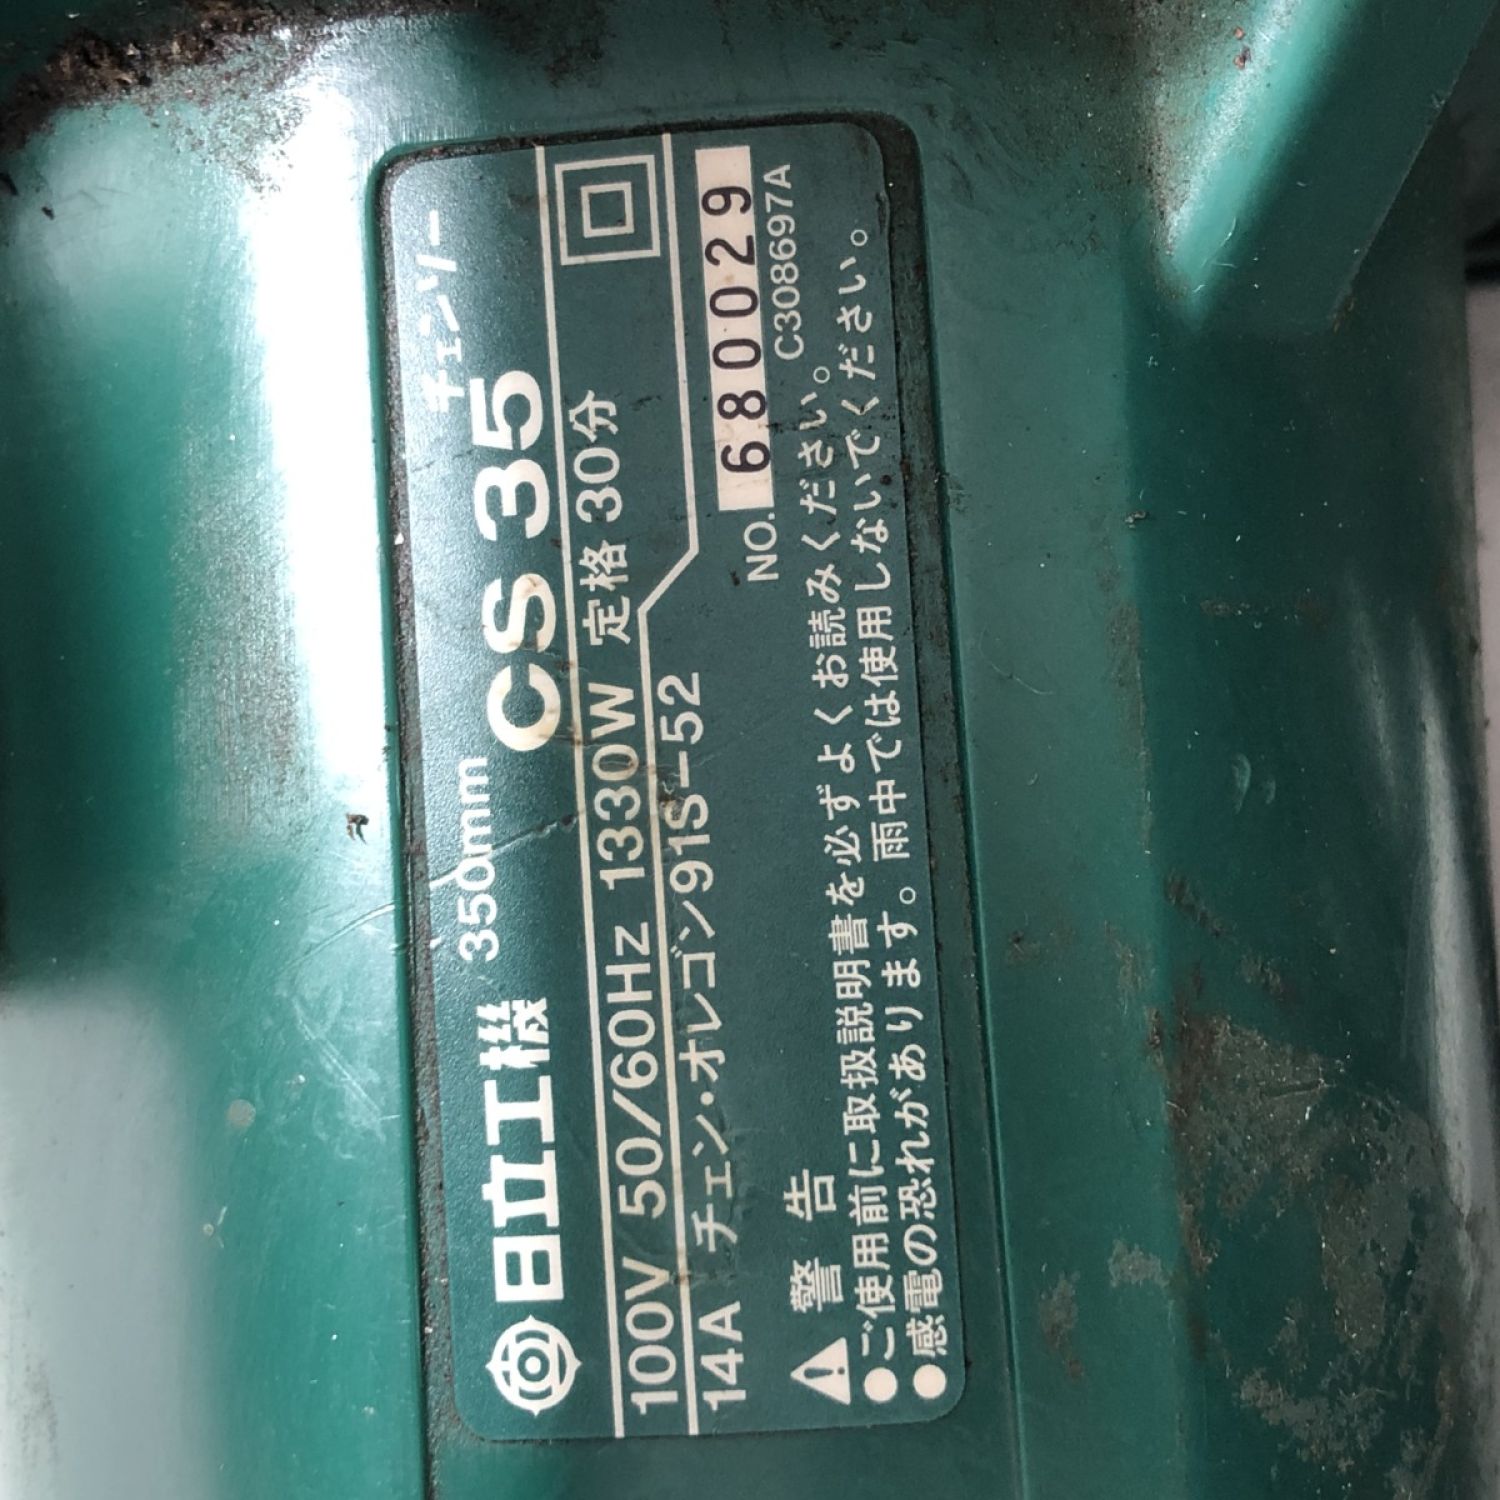 日立工機 350mm CS 35 チェンソー
100V 50/60Hz 1330W 定格30分
14A チェン・オレゴン91S-52
NO. 680029
C308697A
警告
●ご使用前に取扱説明書を必ずよくお読みください。
●感電の恐れがあります。雨中では使用しないでください。